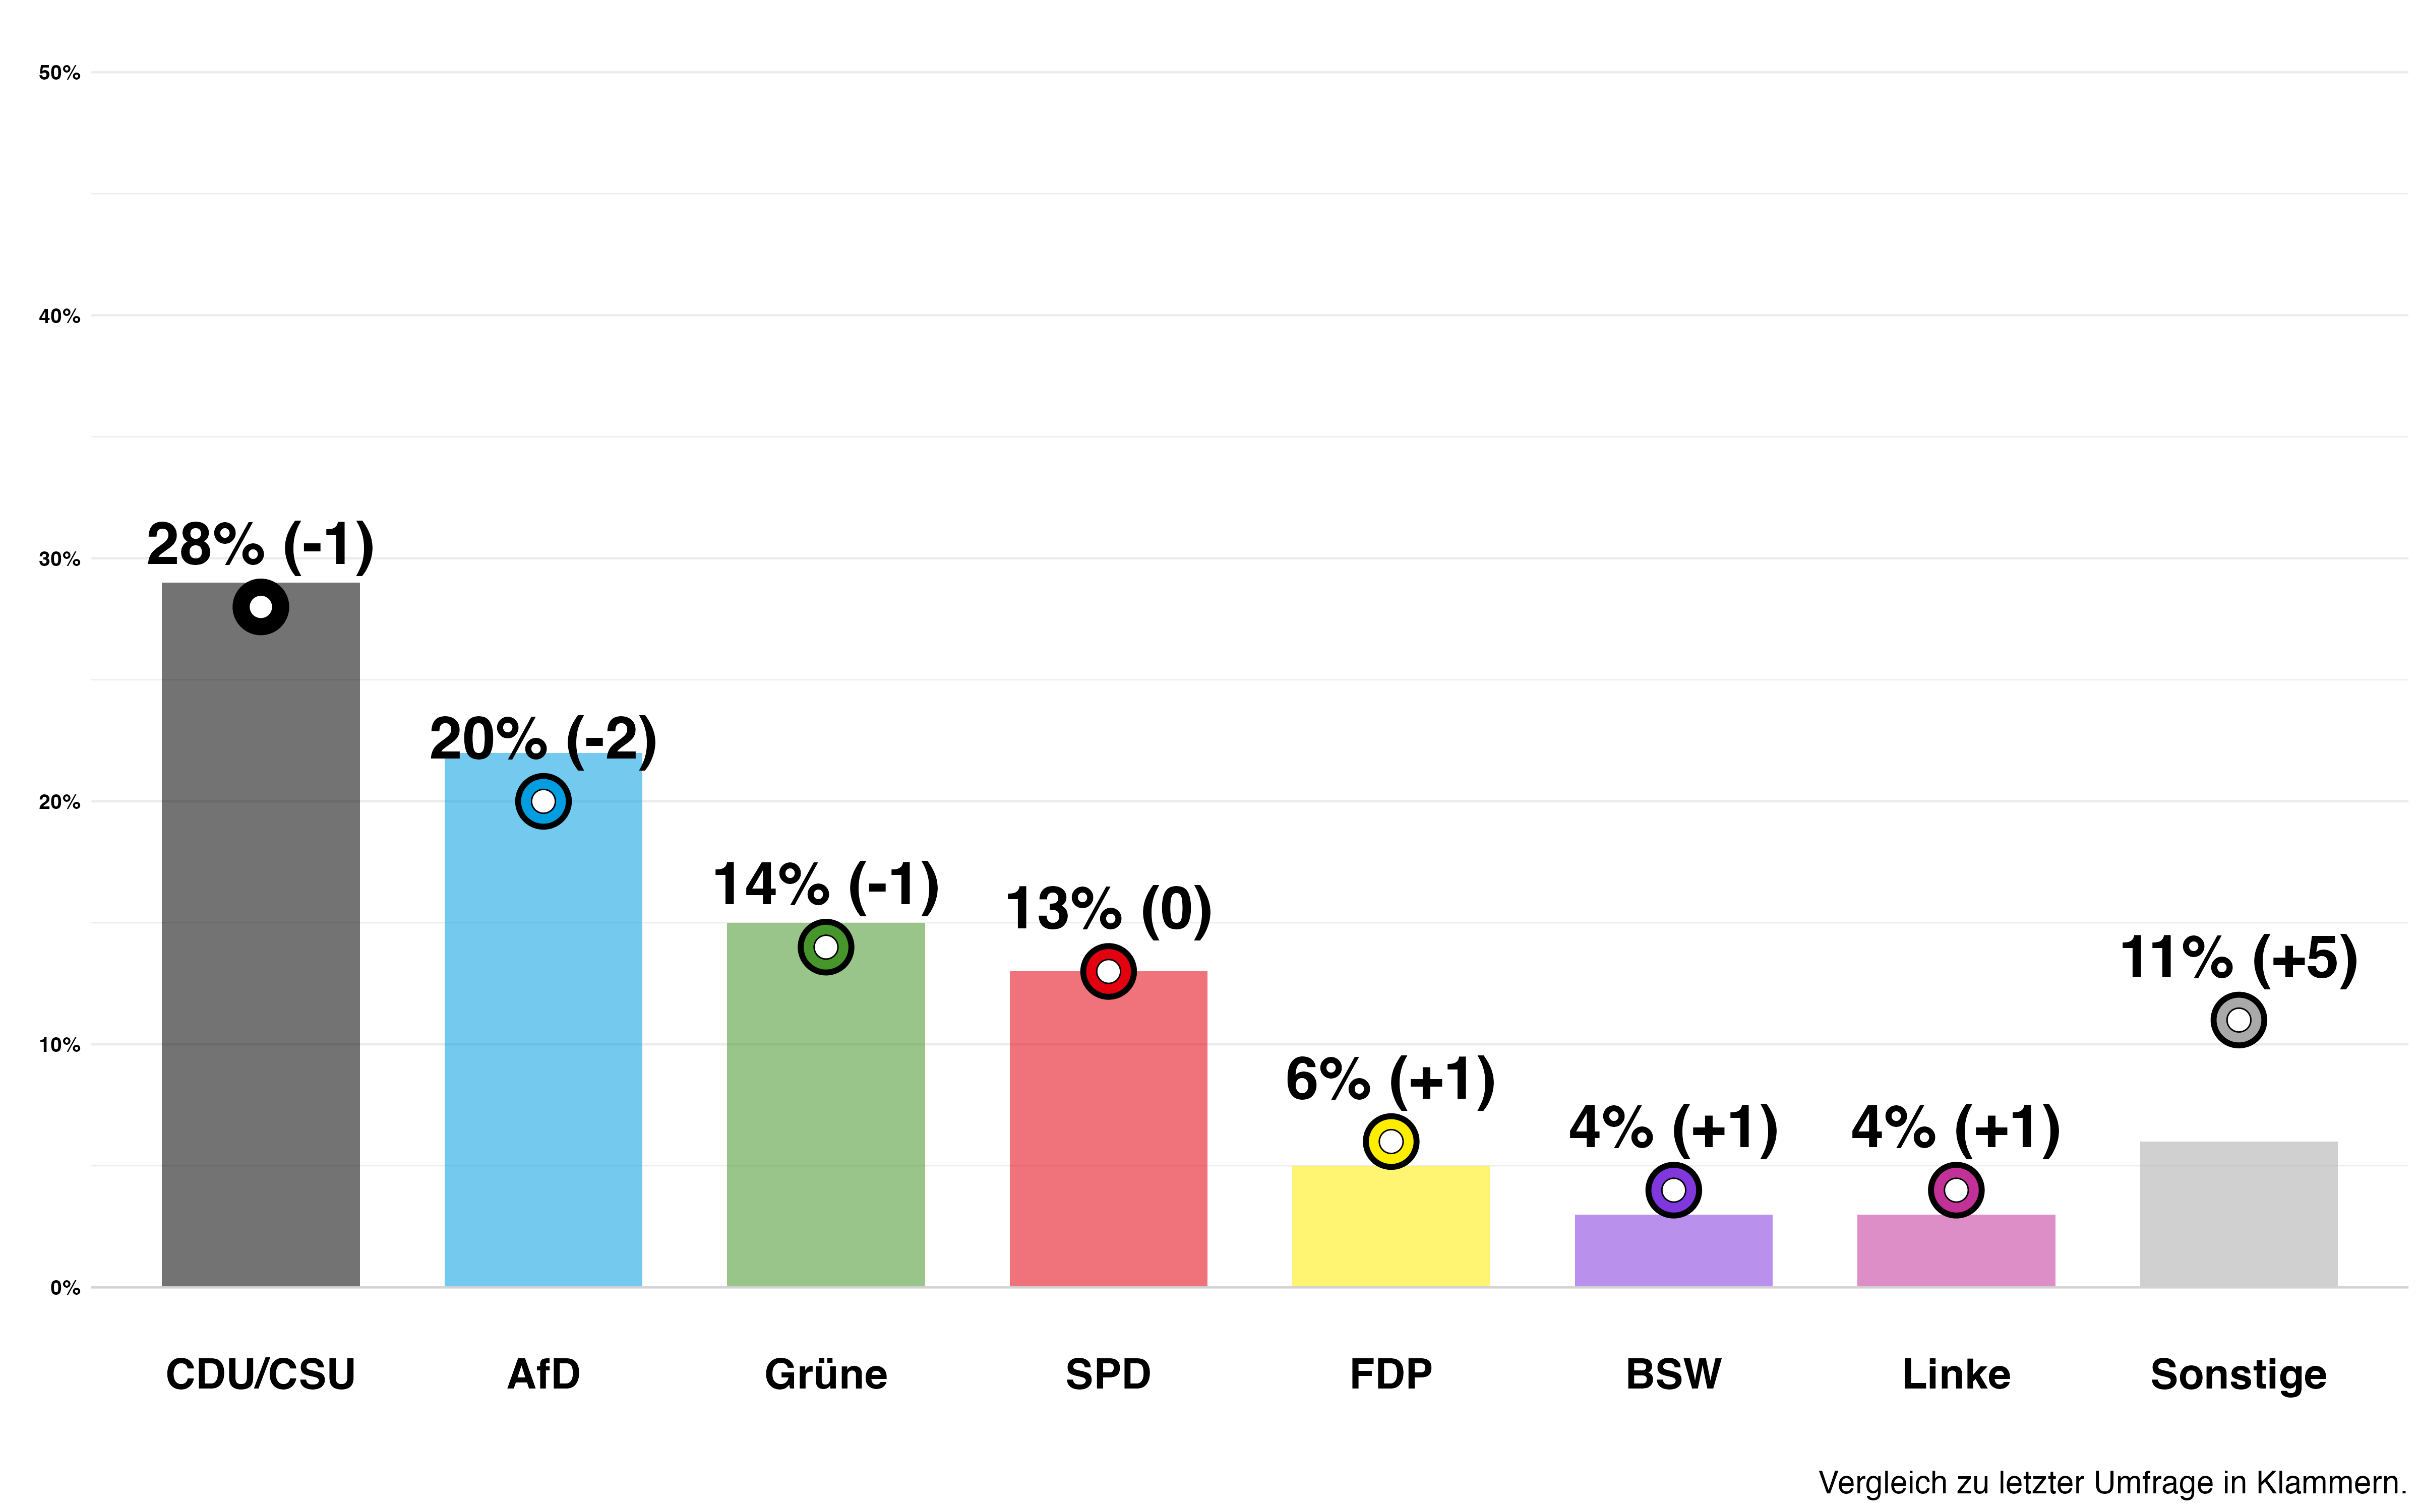 50%
40%
30%
20%
10%
0%
28% (-1)
20% (-2)
14% (-1)
13% (0)
6% (+1)
4% (+1)
4% (+1)
11% (+5)
CDU/CSU
AfD
Grüne
SPD
FDP
BSW
Linke
Sonstige
Vergleich zu letzter Umfrage in Klammern.